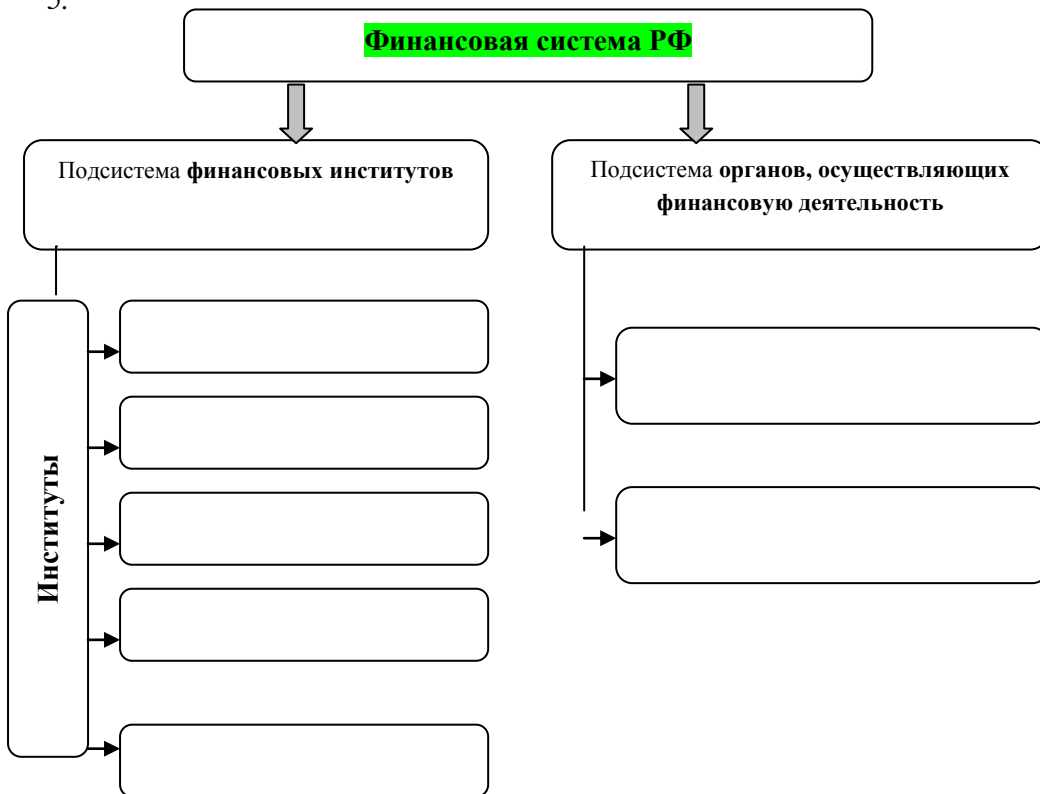 5.
Финансовая система РФ
Подсистема финансовых институтов
Подсистема органов, осуществляющих
финансовую деятельность
Институты